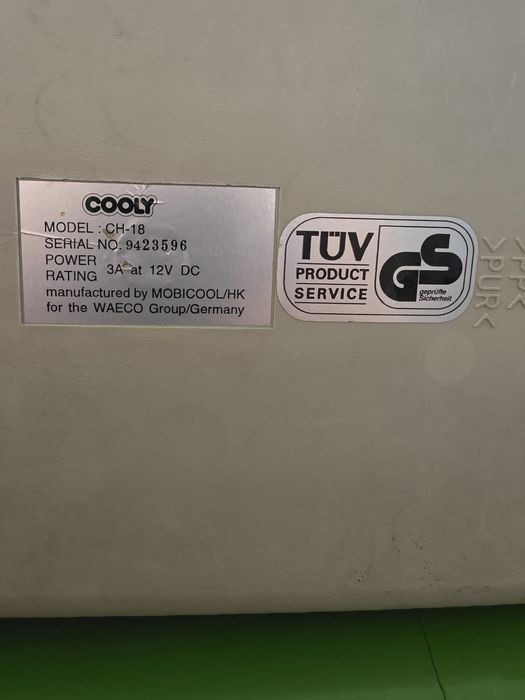 COOLY
MODEL : CH-18
SERIAL NO. 9423596
POWER
RATING 3A at 12V DC
manufactured by MOBICOOL/HK
for the WAECO Group/Germany
TÜV
PRODUCT
SERVICE
GS
geprüfte
Sicherheit
>PP<
>PUR<